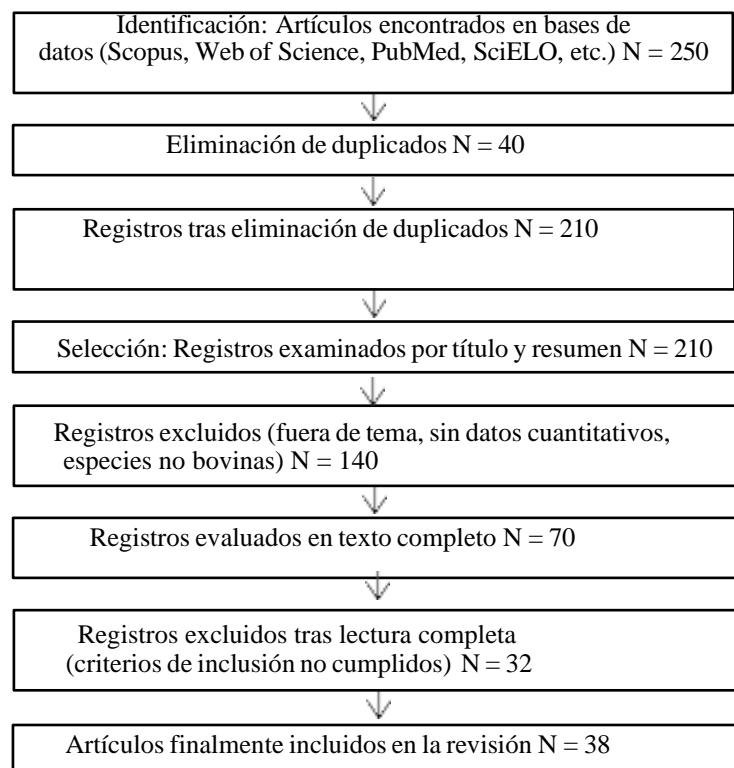 Identificación: Artículos encontrados en bases de
datos (Scopus, Web of Science, PubMed, SciELO, etc.) N = 250
Eliminación de duplicados N = 40
Registros tras eliminación de duplicados N = 210
Selección: Registros examinados por título y resumen N = 210
Registros excluidos (fuera de tema, sin datos cuantitativos,
especies no bovinas) N = 140
Registros evaluados en texto completo N = 70
Registros excluidos tras lectura completa
(criterios de inclusión no cumplidos) N = 32
Artículos finalmente incluidos en la revisión N = 38